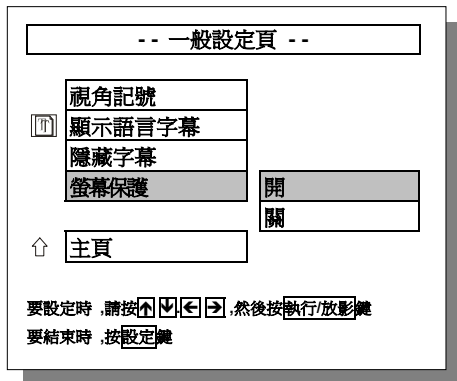 -- 一般設定頁 --
視角記號
顯示語言字幕
隱藏字幕
螢幕保護 開
關
主頁
要設定時 ,請按↑ ↓ ← → ,然後按執行/放影鍵
要結束時 ,按設定鍵